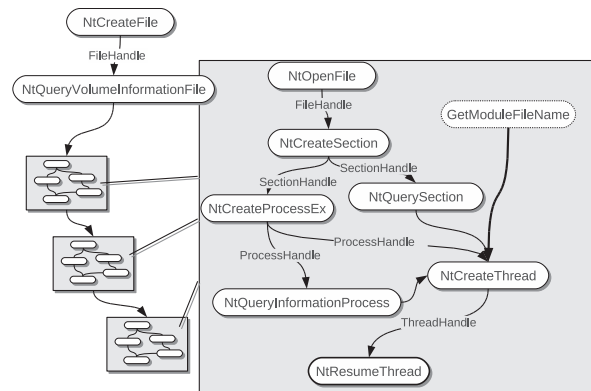 NtCreateFile
FileHandle
NtQueryVolumeInformationFile
NtOpenFile
FileHandle
GetModuleFileName
NtCreateSection
SectionHandle
SectionHandle
NtQuerySection
NtCreateProcessEx
ProcessHandle
ProcessHandle
NtCreateThread
NtQueryInformationProcess
ThreadHandle
NtResumeThread